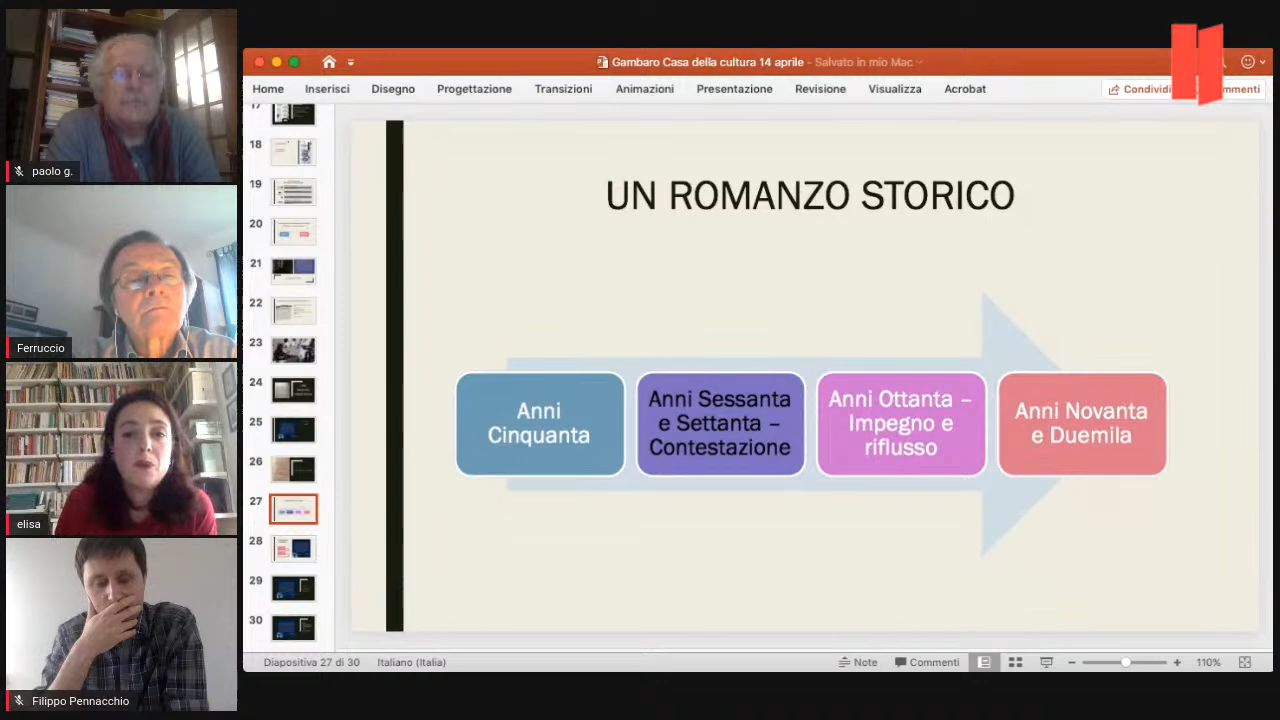 paolo g.
Ferruccio
elisa
Filippo Pennacchio
Gambaro Casa della cultura 14 aprile - Salvato in mio Mac
Home Inserisci Disegno Progettazione Transizioni Animazioni Presentazione Revisione Visualizza Acrobat
17
18
19
20
21
22
23
24
25
26
27
28
29
30
UN ROMANZO STORICO
Anni
Cinquanta
Anni Sessanta
e Settanta –
Contestazione
Anni Ottanta –
Impegno e
riflusso
Anni Novanta
e Duemila
Diapositiva 27 di 30 Italiano (Italia) Note Commenti 110%